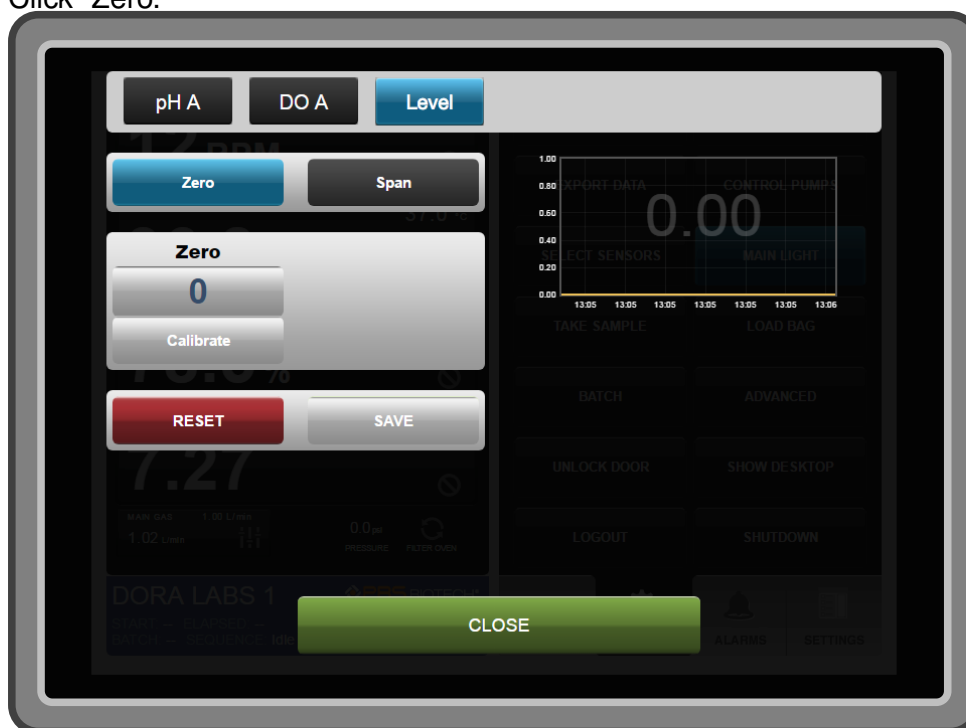 Click "Zero."
pH A
DO A
Level
12 RPM
Zero
Span
37.0 °C
Zero
0
Calibrate
%
RESET
SAVE
7.27
MAIN GAS 1.00 L/min
1.02 L/min
0.0 psi
PRESSURE
FILTER OVEN
1.00
0.80
0.60
0.40
0.20
0.00
0.00
13:05 13:05 13:05 13:05 13:05 13:05 13:06
EXPORT DATA
CONTROL PUMPS
SELECT SENSORS
MAIN LIGHT
TAKE SAMPLE
LOAD BAG
BATCH
ADVANCED
UNLOCK DOOR
SHOW DESKTOP
LOGOUT
SHUTDOWN
DORA LABS 1
PBS BIOTECH
START -- ELAPSED --
BATCH -- SEQUENCE Idle
CLOSE
ALARMS
SETTINGS